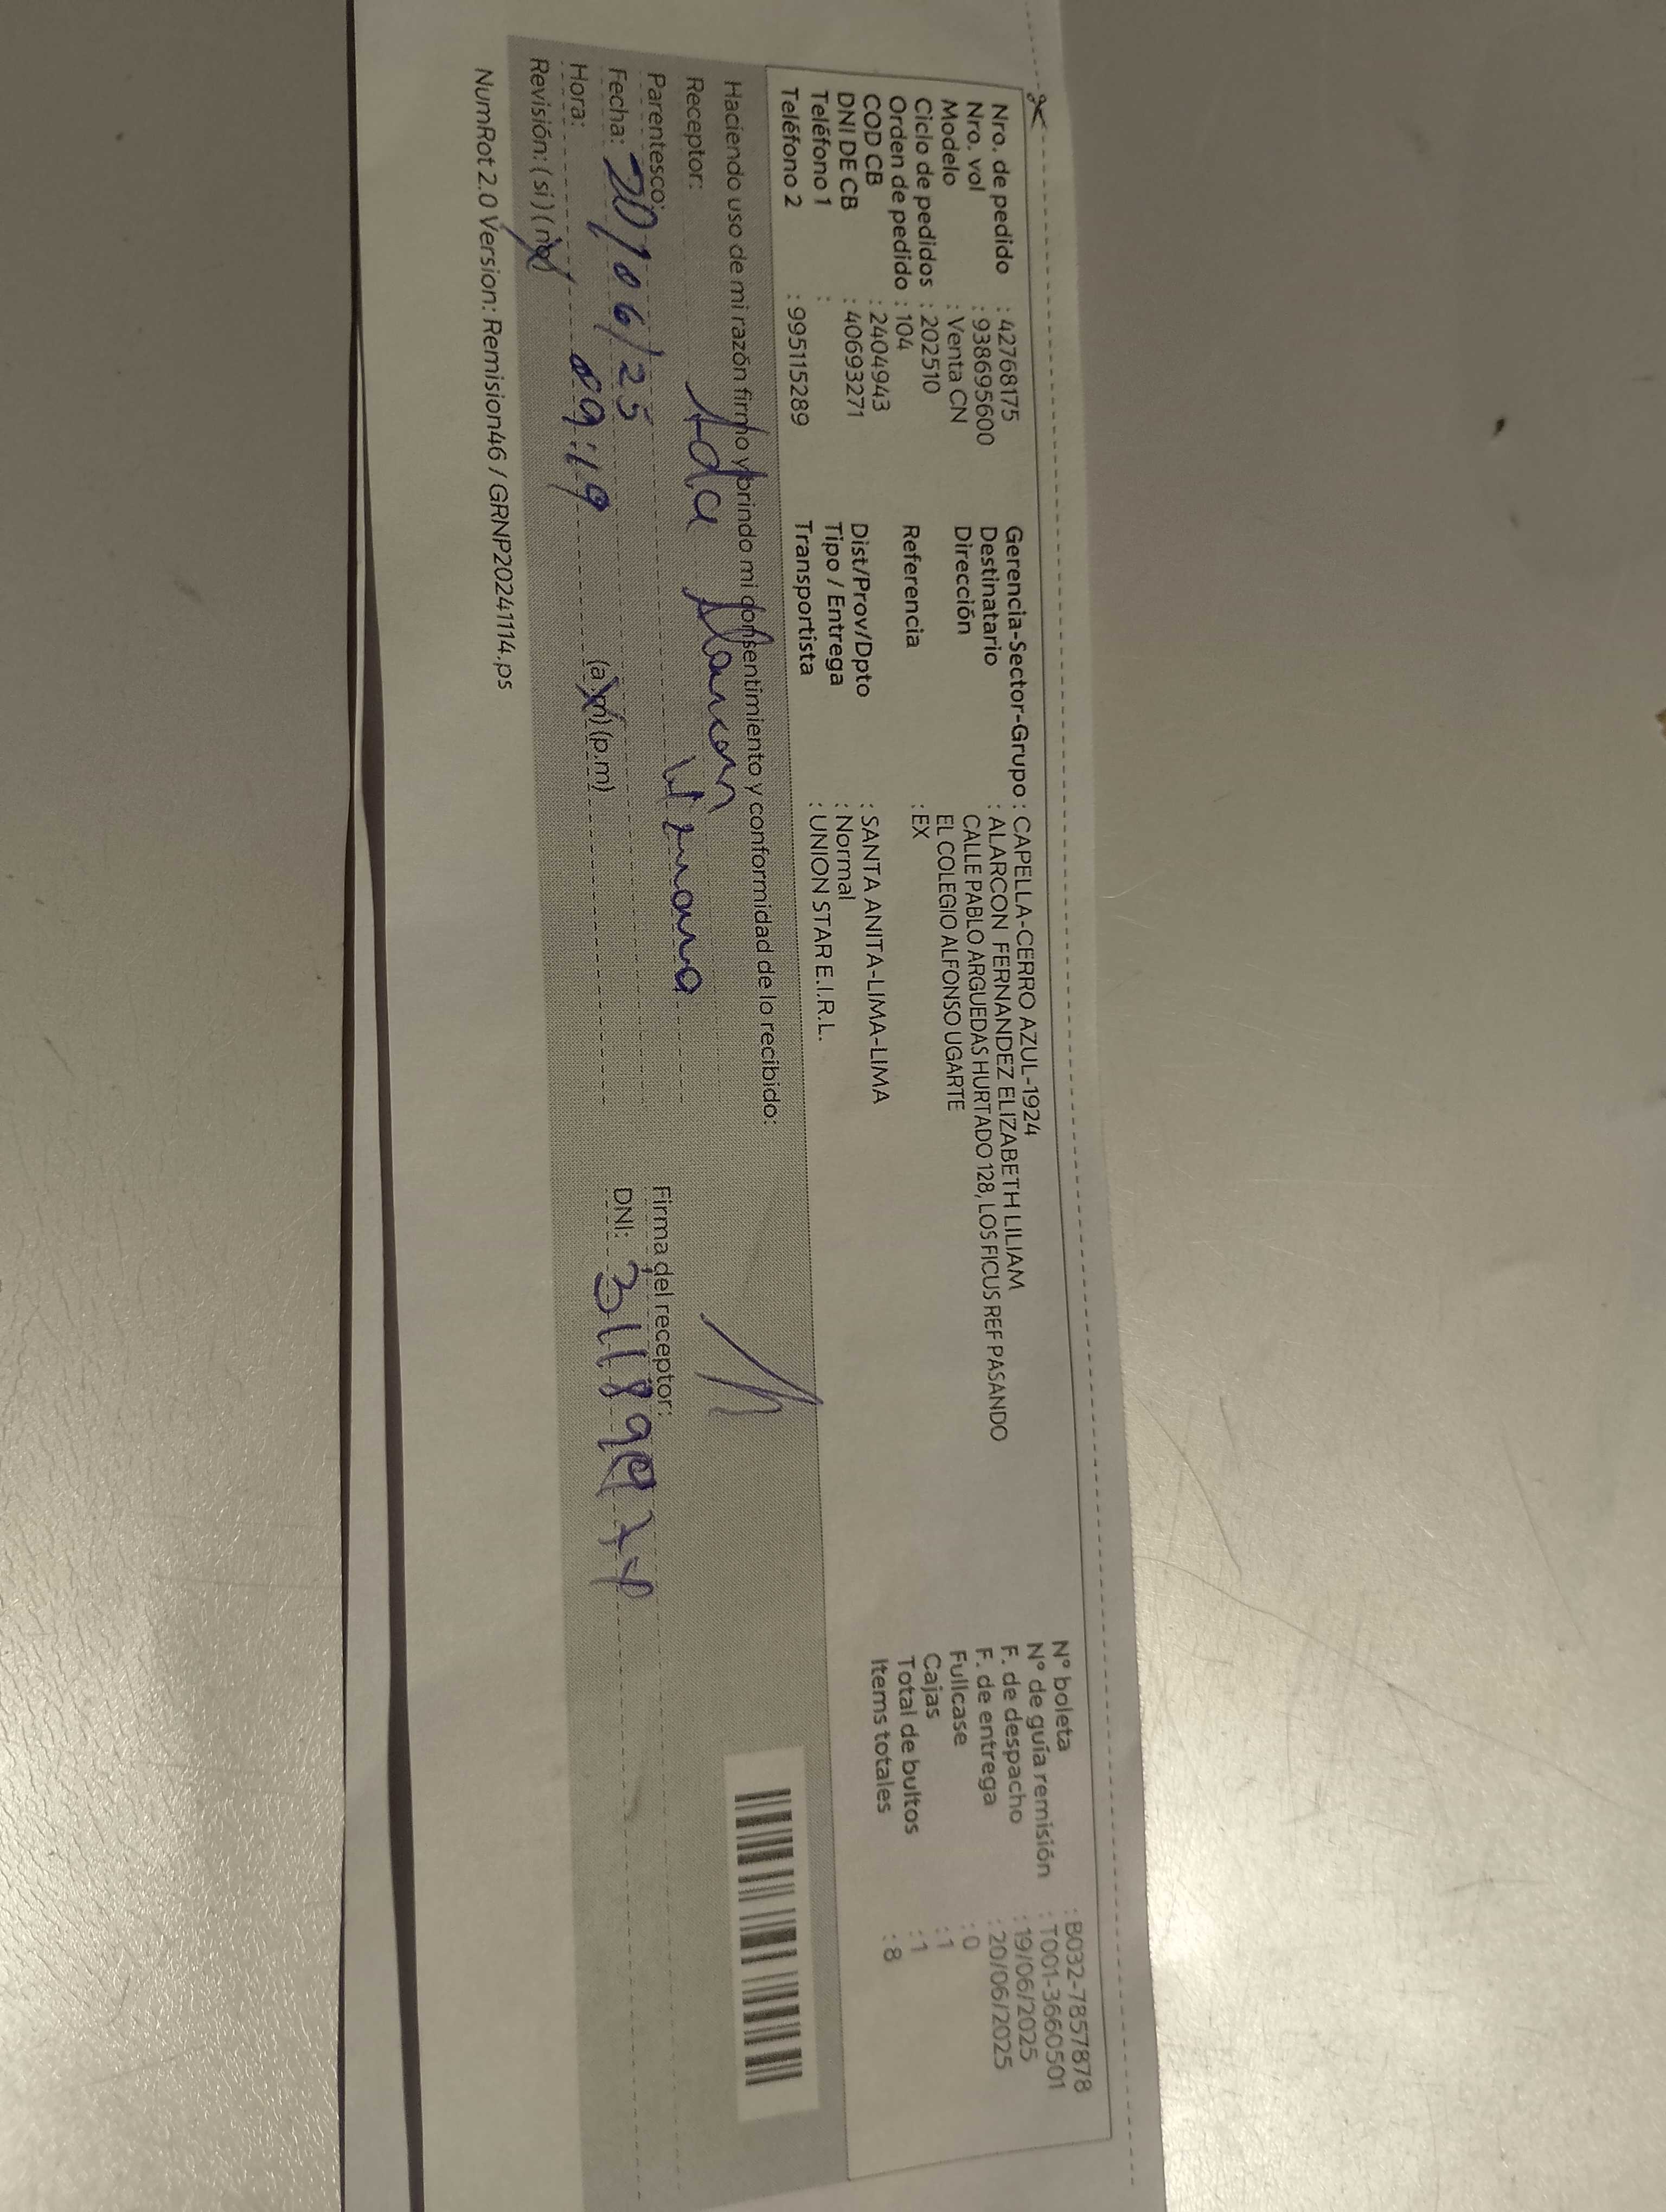 Nro. de pedido : 42768175
Nro. vol : 938695600
Modelo : Venta CN
Ciclo de pedidos : 202510
Orden de pedido : 104
COD CB : 2404943
DNI DE CB : 40693271
Teléfono 1 :
Teléfono 2 : 995115289
Gerencia-Sector-Grupo : CAPELLA-CERRO AZUL-1924
Destinatario : ALARCON FERNANDEZ ELIZABETH LILIAM
Dirección : CALLE PABLO ARGUEDAS HURTADO 128, LOS FICUS REF PASANDO
EL COLEGIO ALFONSO UGARTE
Referencia : EX
Dist/Prov/Dpto : SANTA ANITA-LIMA-LIMA
Tipo / Entrega : Normal
Transportista : UNION STAR E.I.R.L.
N° boleta : B032-7857878
N° de guía remisión : T001-3660501
F. de despacho : 19/06/2025
F. de entrega : 20/06/2025
Fullcase : 0
Cajas : 1
Total de bultos : 1
Items totales : 8
Haciendo uso de mi razón firmo y brindo mi consentimiento y conformidad de lo recibido:
Receptor: Ada Alarcon
Parentesco:
Fecha: 20/06/25
Hora: 09:19 (a.m) (p.m)
Revisión: (si) (no)
Firma del receptor:
DNI:
NumRot 2.0 Version: Remision46 / GRNP20241114.ps